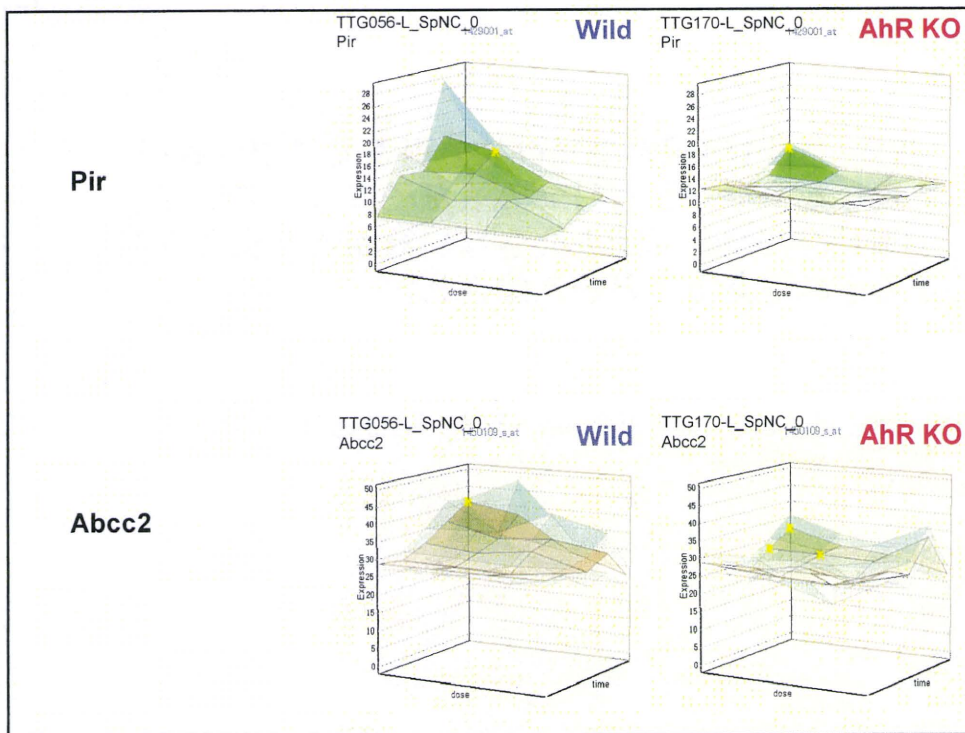 TTG056-L_SpNC_0 Wild
1429001_at
Pir
TTG170-L_SpNC_0 AhR KO
1429001_at
Pir
Pir
28
26
24
22
20
18
16
14
12
10
8
6
4
2
0
Expression
dose
time
28
26
24
22
20
18
16
14
12
10
8
6
4
2
0
Expression
dose
time
TTG056-L_SpNC_0 Wild
1450109_s_at
Abcc2
TTG170-L_SpNC_0 AhR KO
1450109_s_at
Abcc2
Abcc2
50
45
40
35
30
25
20
15
10
5
0
Expression
dose
time
50
45
40
35
30
25
20
15
10
5
0
Expression
dose
time